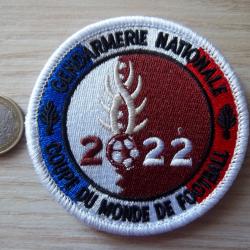 GENDARMERIE NATIONALE
2022
COUPE DU MONDE DE FOOTBALL